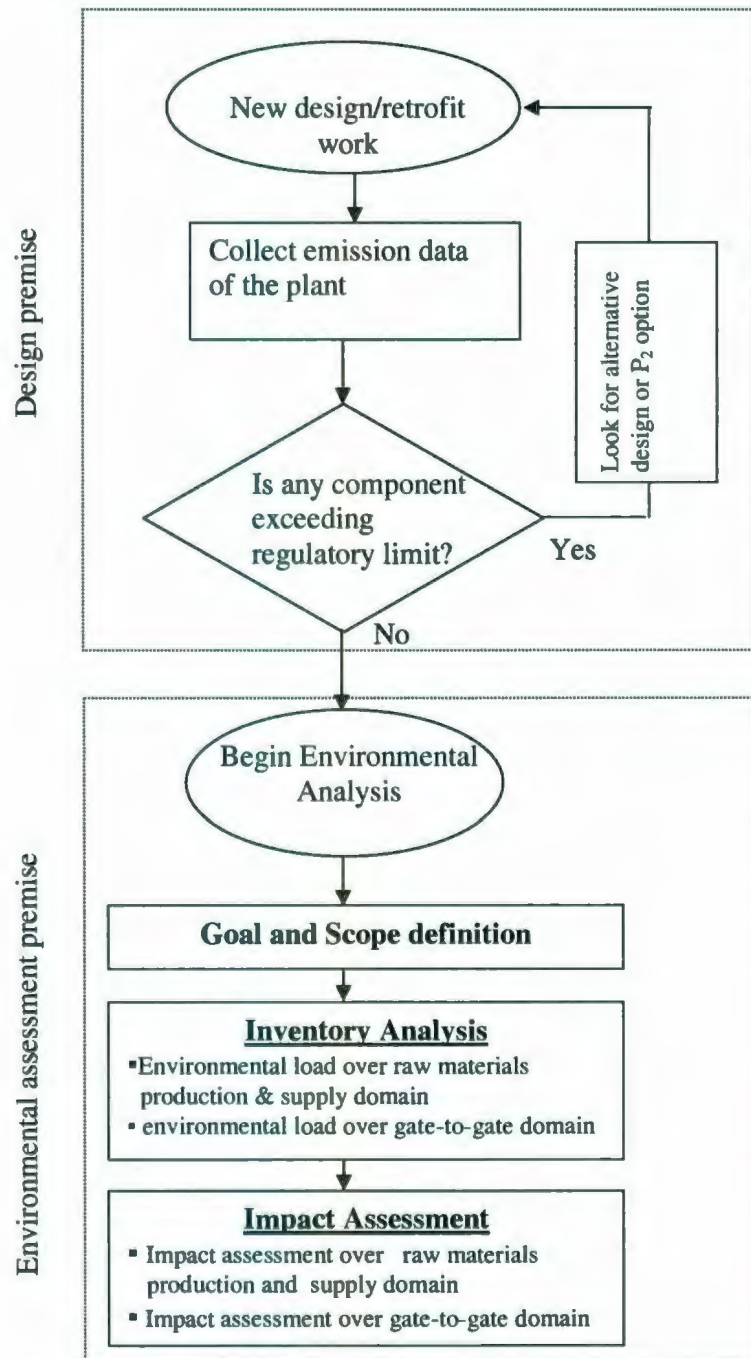 Design premise
New design/retrofit
work
Collect emission data
of the plant
Look for alternative
design or P₂ option
Is any component
exceeding
regulatory limit?
Yes
No
Environmental assessment premise
Begin Environmental
Analysis
Goal and Scope definition
Inventory Analysis
▪Environmental load over raw materials
production & supply domain
▪ environmental load over gate-to-gate domain
Impact Assessment
▪ Impact assessment over raw materials
production and supply domain
▪ Impact assessment over gate-to-gate domain